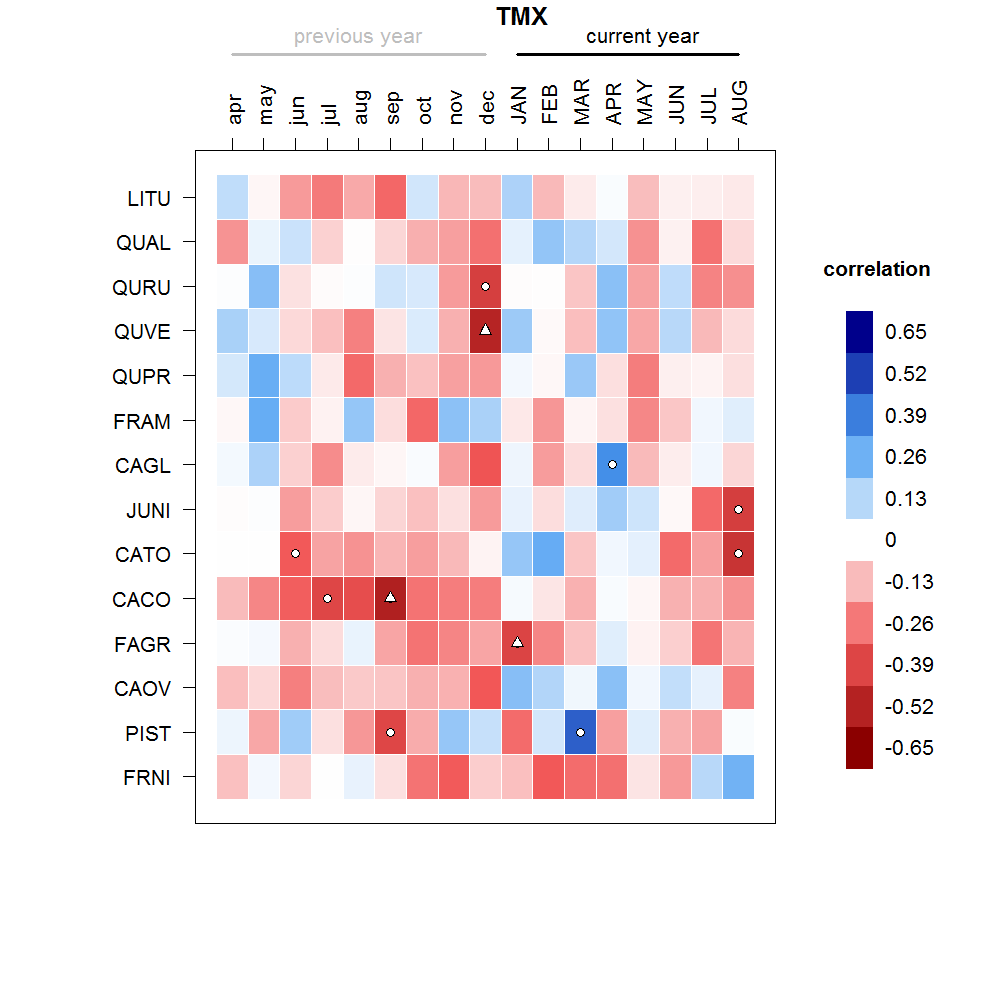 TMX
previous year current year
apr may jun jul aug sep oct nov dec JAN FEB MAR APR MAY JUN JUL AUG
LITU
QUAL
QURU
QUVE
QUPR
FRAM
CAGL
JUNI
CATO
CACO
FAGR
CAOV
PIST
FRNI
correlation
0.65
0.52
0.39
0.26
0.13
0
-0.13
-0.26
-0.39
-0.52
-0.65